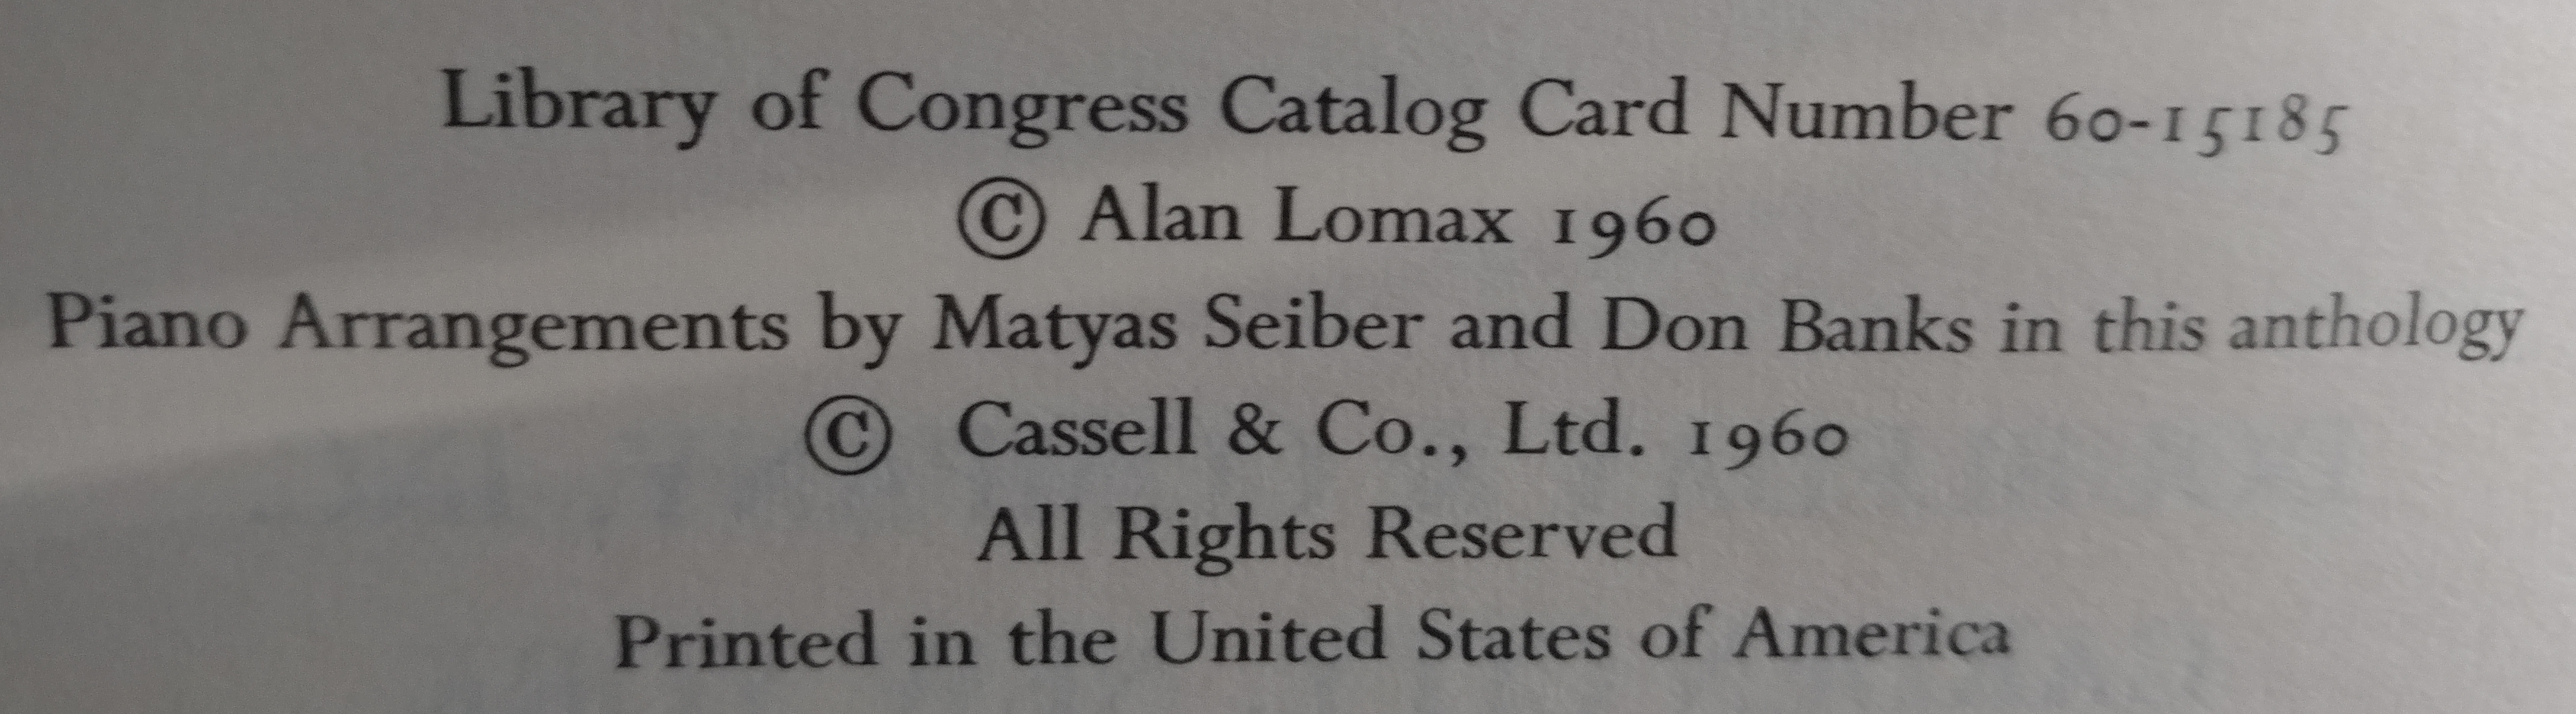 Library of Congress Catalog Card Number 60-15185
© Alan Lomax 1960
Piano Arrangements by Matyas Seiber and Don Banks in this anthology
© Cassell & Co., Ltd. 1960
All Rights Reserved
Printed in the United States of America